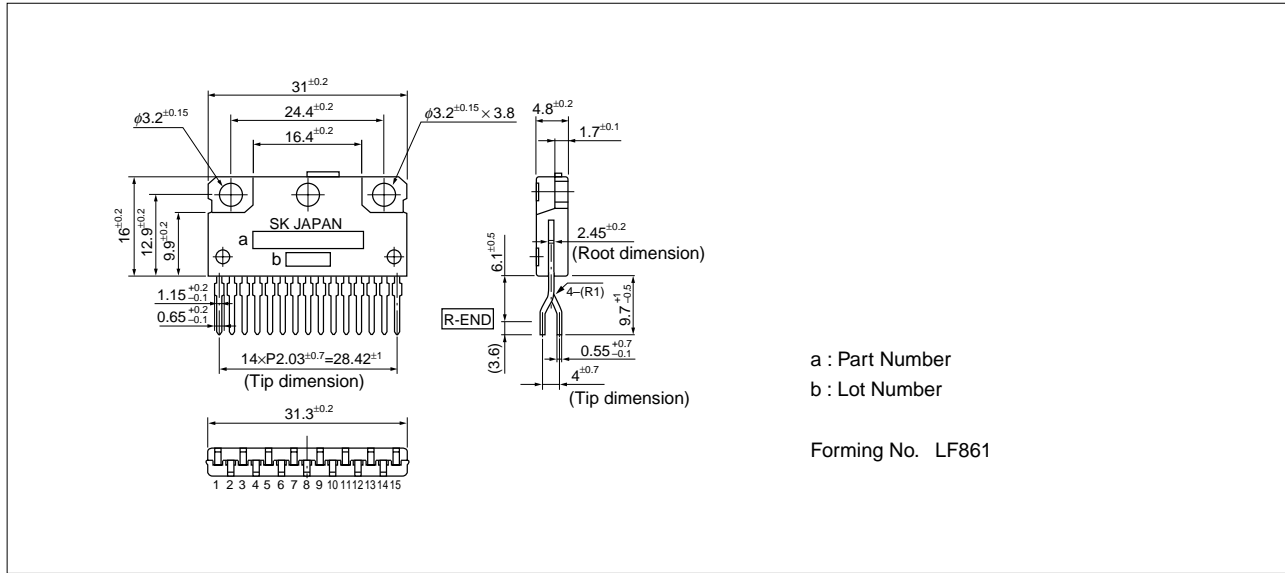 31±0.2
24.4±0.2
16.4±0.2
φ3.2±0.15
φ3.2±0.15 × 3.8
4.8±0.2
1.7±0.1
16±0.2
12.9±0.2
9.9±0.2
SK JAPAN
a
b
2.45±0.2
(Root dimension)
6.1±0.5
4–(R1)
9.7+1−0.5
1.15+0.2−0.1
0.65+0.2−0.1
R-END
(3.6)
0.55+0.7−0.1
4±0.7
(Tip dimension)
14×P2.03±0.7=28.42±1
(Tip dimension)
31.3±0.2
1 2 3 4 5 6 7 8 9 10 11 12 13 14 15
a : Part Number
b : Lot Number
Forming No. LF861